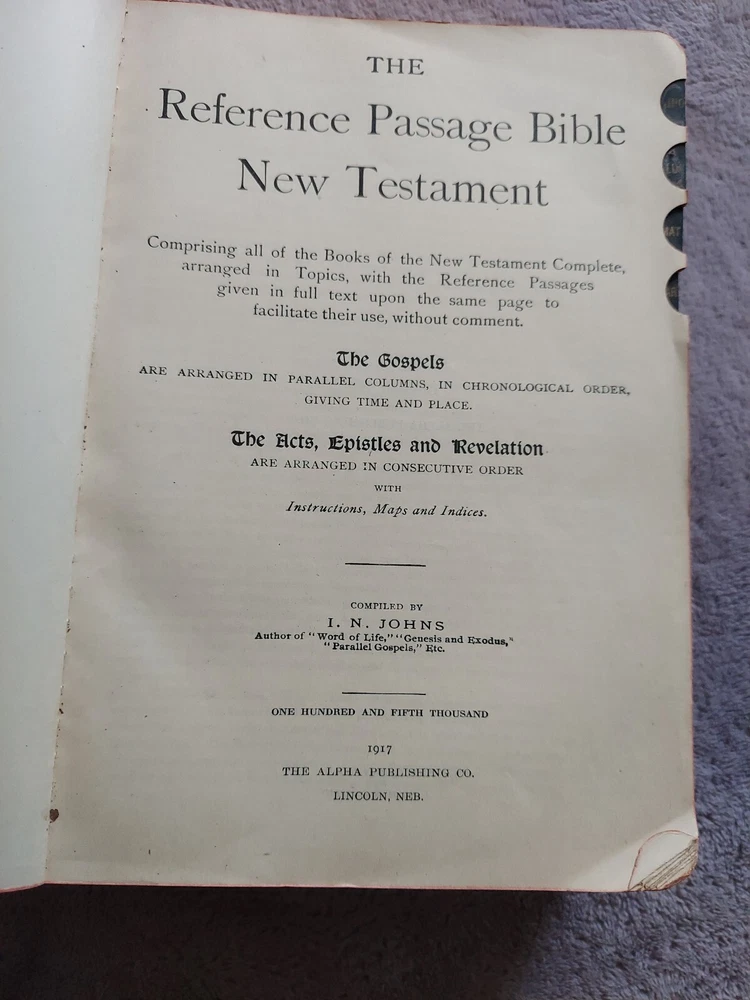 THE
Reference Passage Bible
New Testament
Comprising all of the Books of the New Testament Complete,
arranged in Topics, with the Reference Passages
given in full text upon the same page to
facilitate their use, without comment.
The Gospels
ARE ARRANGED IN PARALLEL COLUMNS, IN CHRONOLOGICAL ORDER,
GIVING TIME AND PLACE.
The Acts, Epistles and Revelation
ARE ARRANGED IN CONSECUTIVE ORDER
WITH
Instructions, Maps and Indices.
COMPILED BY
I. N. JOHNS
Author of "Word of Life," "Genesis and Exodus,"
"Parallel Gospels," Etc.
ONE HUNDRED AND FIFTH THOUSAND
1917
THE ALPHA PUBLISHING CO.
LINCOLN, NEB.